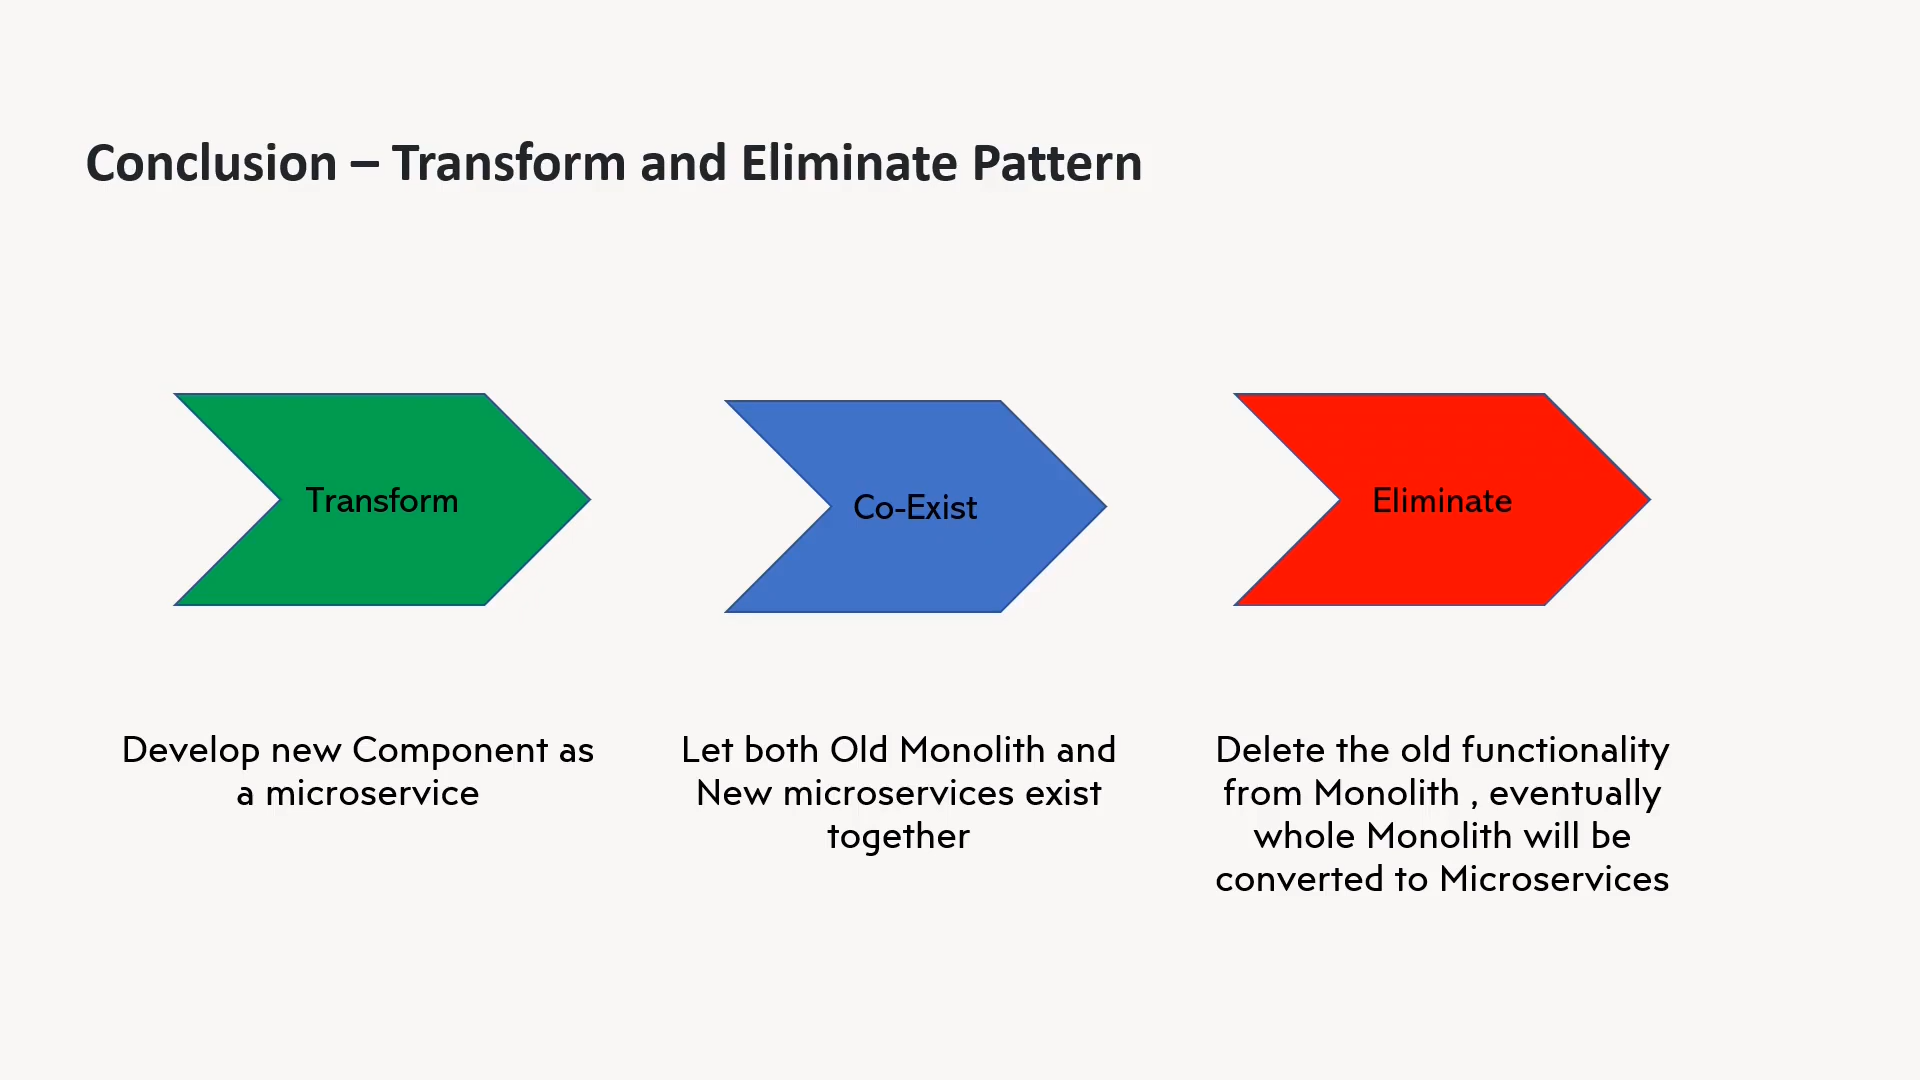 Conclusion – Transform and Eliminate Pattern
Transform
Co-Exist
Eliminate
Develop new Component as
a microservice
Let both Old Monolith and
New microservices exist
together
Delete the old functionality
from Monolith , eventually
whole Monolith will be
converted to Microservices